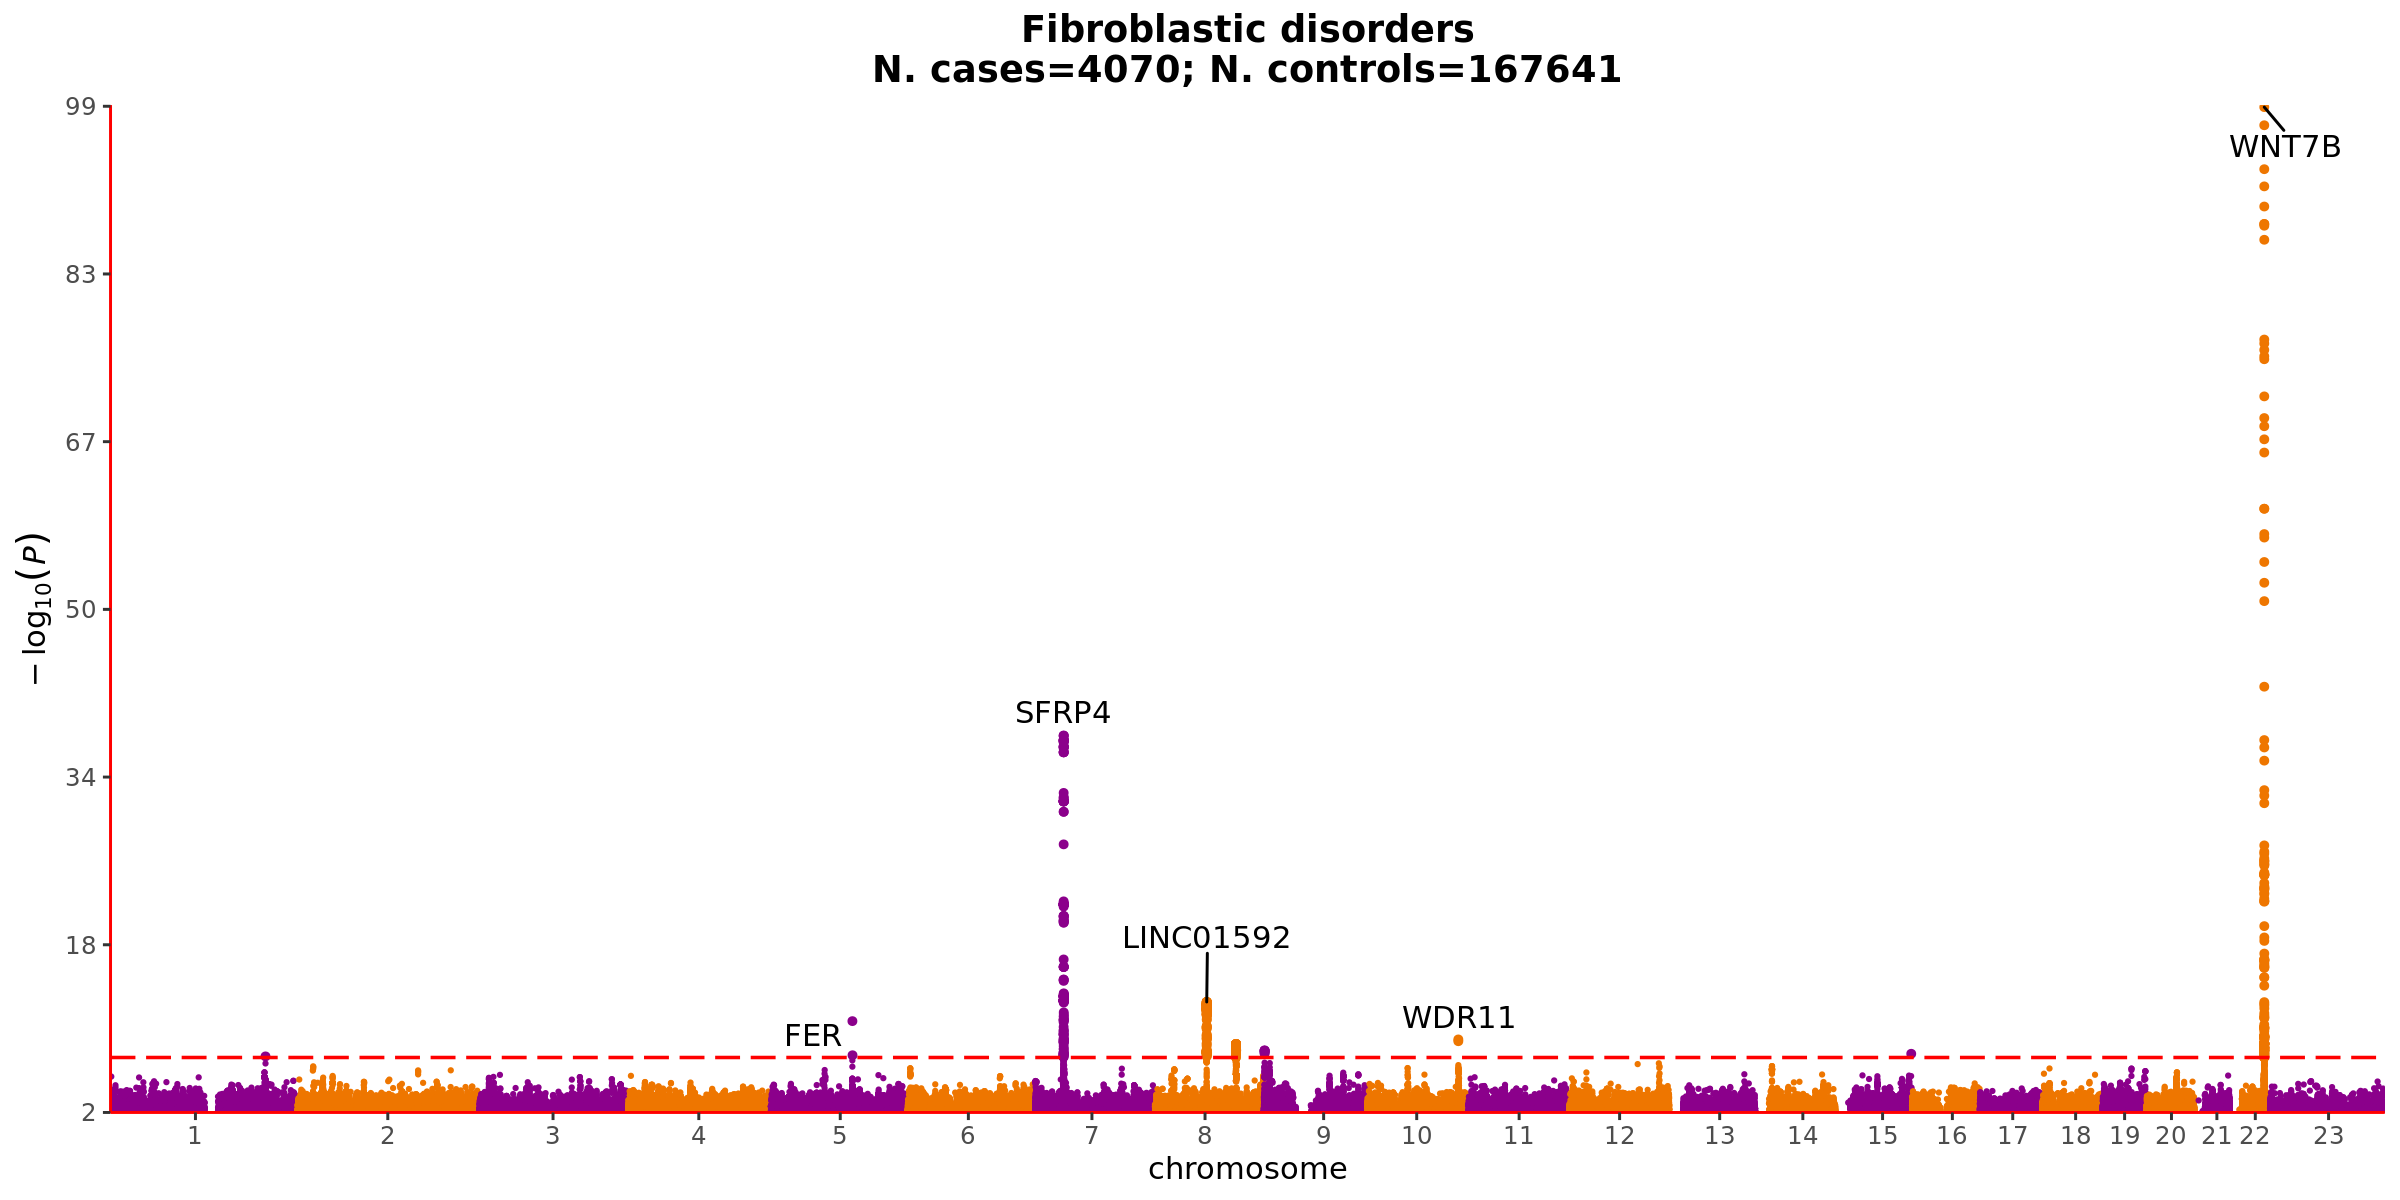 Fibroblastic disorders
N. cases=4070; N. controls=167641
99
83
67
50
34
18
2
−log10(P)
WNT7B
SFRP4
LINC01592
WDR11
FER
1 2 3 4 5 6 7 8 9 10 11 12 13 14 15 16 17 18 19 20 21 22 23
chromosome